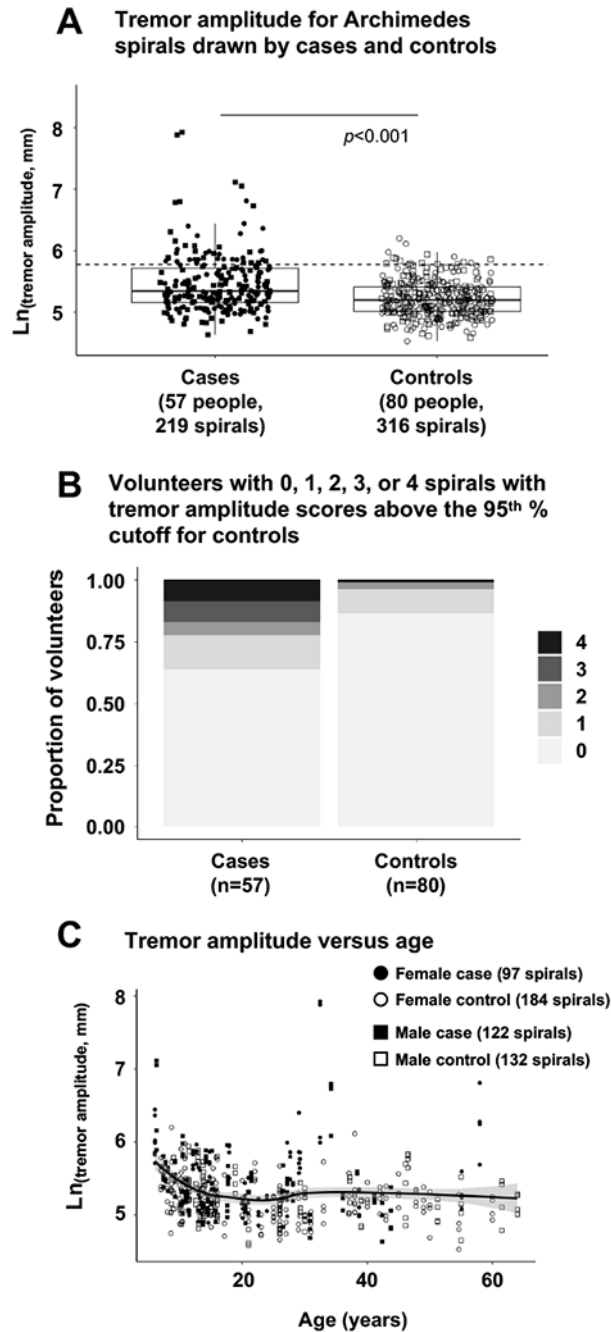 A Tremor amplitude for Archimedes
spirals drawn by cases and controls
Ln(tremor amplitude, mm)
8
7
6
5
p<0.001
Cases
(57 people,
219 spirals)
Controls
(80 people,
316 spirals)
B Volunteers with 0, 1, 2, 3, or 4 spirals with
tremor amplitude scores above the 95th %
cutoff for controls
Proportion of volunteers
1.00
0.75
0.50
0.25
0.00
4
3
2
1
0
Cases
(n=57)
Controls
(n=80)
C Tremor amplitude versus age
Female case (97 spirals)
Female control (184 spirals)
Male case (122 spirals)
Male control (132 spirals)
Ln(tremor amplitude, mm)
8
7
6
5
20
40
60
Age (years)